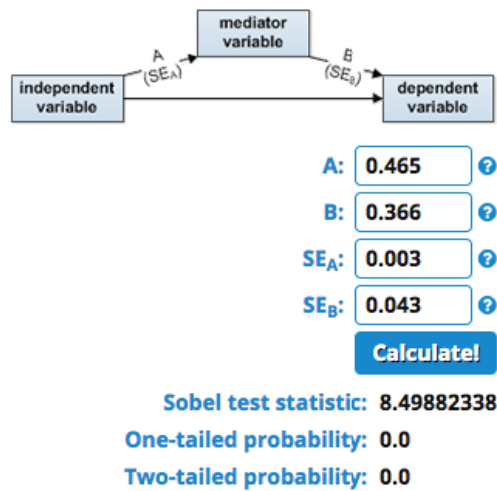 mediator
variable
A
(SEA)
B
(SEB)
independent
variable
dependent
variable
A: 0.465 ?
B: 0.366 ?
SEA: 0.003 ?
SEB: 0.043 ?
Calculate!
Sobel test statistic: 8.49882338
One-tailed probability: 0.0
Two-tailed probability: 0.0